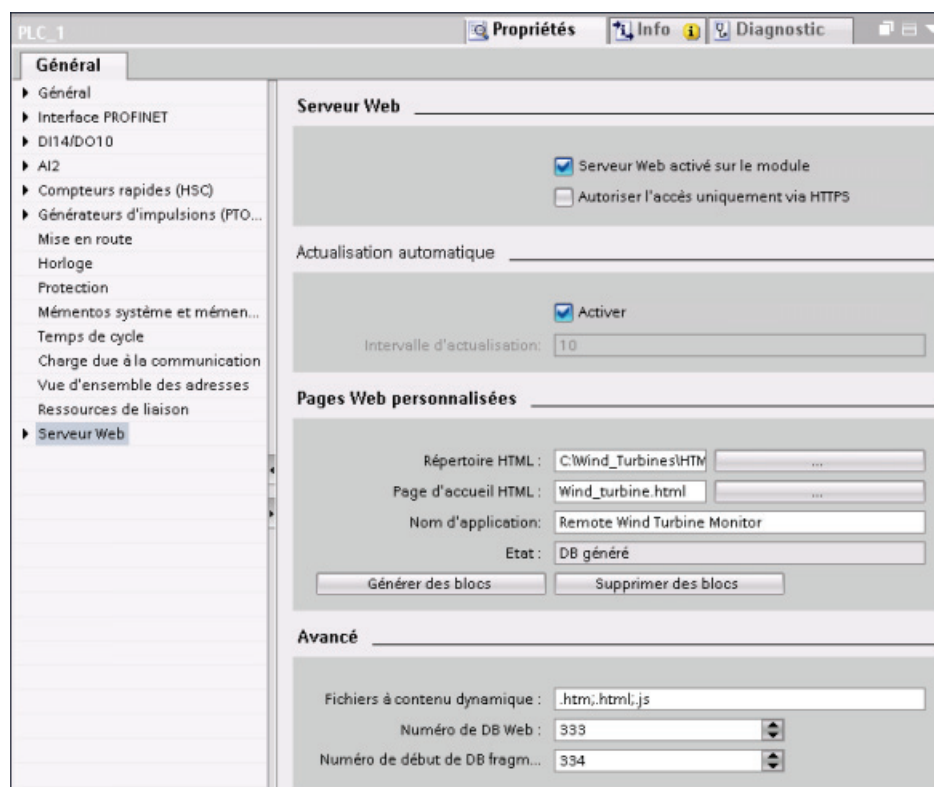 PLC_1
Propriétés
Info
Diagnostic
Général
Général
Interface PROFINET
DI14/DO10
AI2
Compteurs rapides (HSC)
Générateurs d'impulsions (PTO...
Mise en route
Horloge
Protection
Mémentos système et mémen...
Temps de cycle
Charge due à la communication
Vue d'ensemble des adresses
Ressources de liaison
Serveur Web
Serveur Web
Serveur Web activé sur le module
Autoriser l'accès uniquement via HTTPS
Actualisation automatique
Activer
Intervalle d'actualisation: 10
Pages Web personnalisées
Répertoire HTML : C:\Wind_Turbines\HTM ...
Page d'accueil HTML : Wind_turbine.html ...
Nom d'application: Remote Wind Turbine Monitor
Etat : DB généré
Générer des blocs Supprimer des blocs
Avancé
Fichiers à contenu dynamique : .htm;.html;.js
Numéro de DB Web : 333
Numéro de début de DB fragm... 334